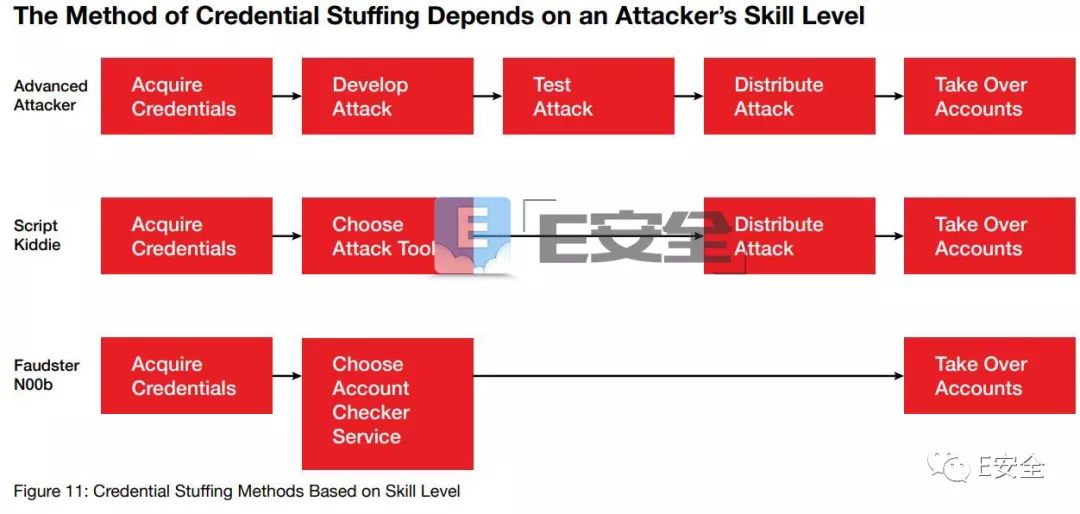 The Method of Credential Stuffing Depends on an Attacker's Skill Level
Advanced
Attacker
Acquire
Credentials
Develop
Attack
Test
Attack
Distribute
Attack
Take Over
Accounts
Script
Kiddie
Acquire
Credentials
Choose
Attack Tool
E
E安全
Distribute
Attack
Take Over
Accounts
Faudster
N00b
Acquire
Credentials
Choose
Account
Checker
Service
Take Over
Accounts
E安全
Figure 11: Credential Stuffing Methods Based on Skill Level